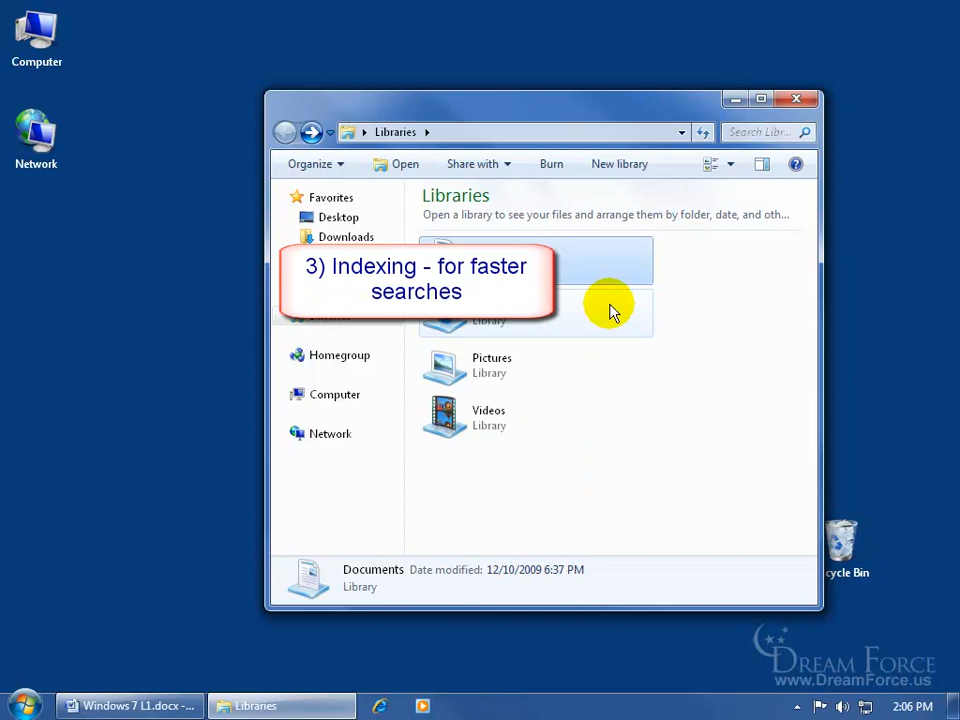 Computer
Network
Libraries
Search Libr...
Organize
Open
Share with
Burn
New library
Favorites
Desktop
Downloads
Homegroup
Computer
Network
Libraries
Open a library to see your files and arrange them by folder, date, and oth...
3) Indexing - for faster
searches
Library
Pictures
Library
Videos
Library
Documents Date modified: 12/10/2009 6:37 PM
Library
cycle Bin
DREAM FORCE
www.DreamForce.us
Windows 7 L1.docx -...
Libraries
2:06 PM